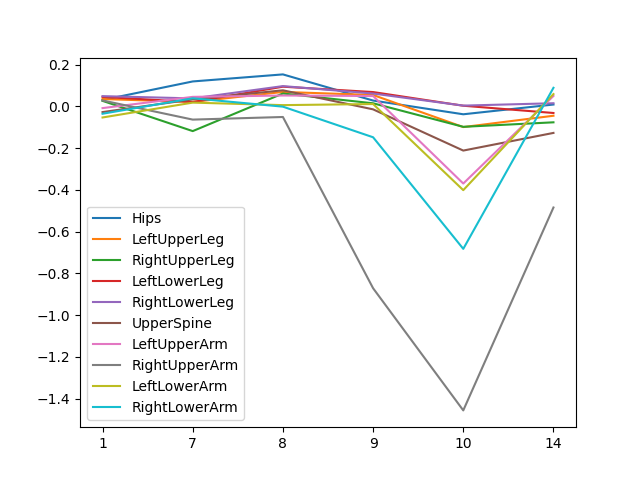 0.2
0.0
−0.2
−0.4
−0.6
−0.8
−1.0
−1.2
−1.4
Hips
LeftUpperLeg
RightUpperLeg
LeftLowerLeg
RightLowerLeg
UpperSpine
LeftUpperArm
RightUpperArm
LeftLowerArm
RightLowerArm
1 7 8 9 10 14